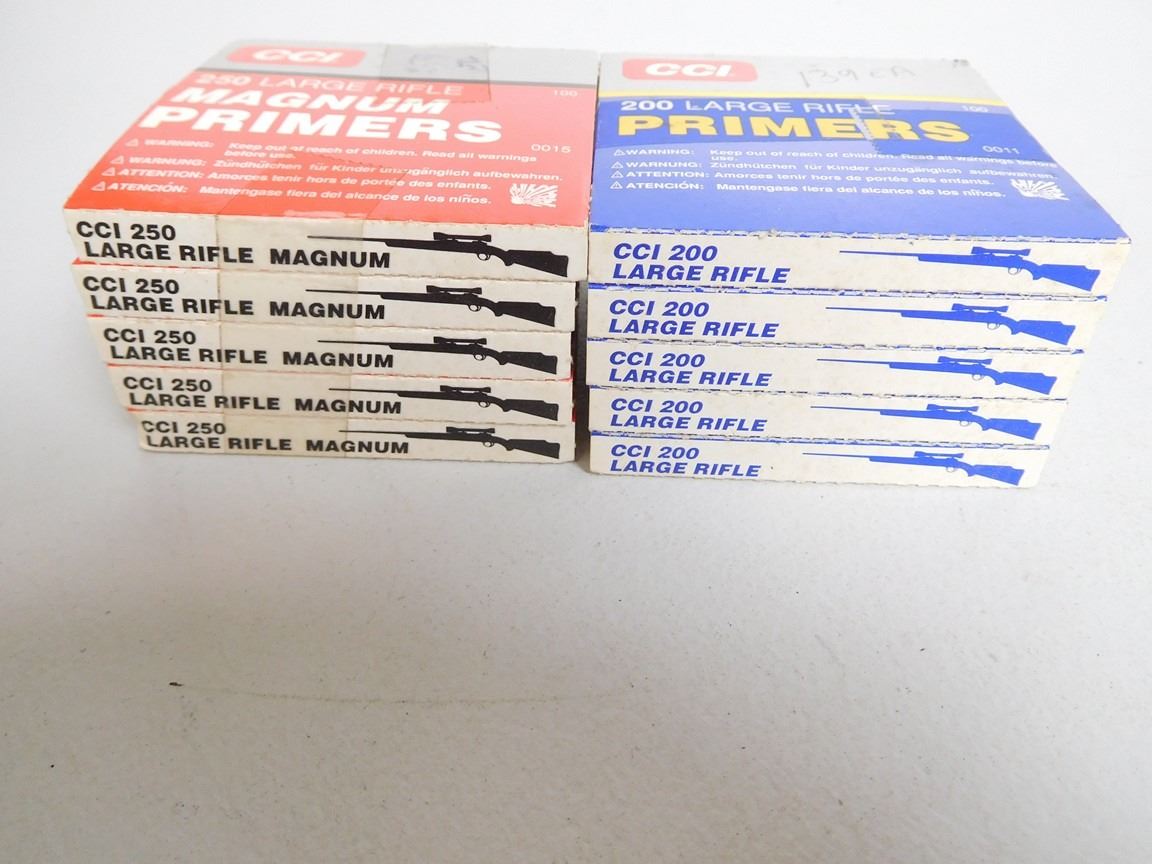 CCI
250 LARGE RIFLE
100
MAGNUM
PRIMERS
0015
WARNING: Keep out of reach of children. Read all warnings
before use.
WARNUNG: Zündhütchen für Kinder unzugänglich aufbewahren.
ATTENTION: Amorces tenir hors de portée des enfants.
ATENCIÓN: Mantengase fiera del alcance de los niños.
CCI 250
LARGE RIFLE MAGNUM
CCI 250
LARGE RIFLE MAGNUM
CCI 250
LARGE RIFLE MAGNUM
CCI 250
LARGE RIFLE MAGNUM
CCI 250
LARGE RIFLE MAGNUM
CCI
139 EA
200 LARGE RIFLE
100
PRIMERS
0011
WARNING: Keep out of reach of children. Read all warnings before
use.
WARNUNG: Zündhütchen für Kinder unzugänglich aufbewahren.
ATTENTION: Amorces tenir hors de portée des enfants.
ATENCIÓN: Mantengase fiera del alcance de los niños.
CCI 200
LARGE RIFLE
CCI 200
LARGE RIFLE
CCI 200
LARGE RIFLE
CCI 200
LARGE RIFLE
CCI 200
LARGE RIFLE